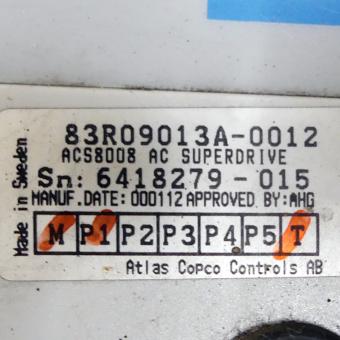 Made in Sweden
83R09013A-0012
ACS8008 AC SUPERDRIVE
Sn: 6418279 -015
MANUF.DATE: 000112 APPROVED BY: AHG
M P1 P2 P3 P4 P5 T
Atlas Copco Controls AB